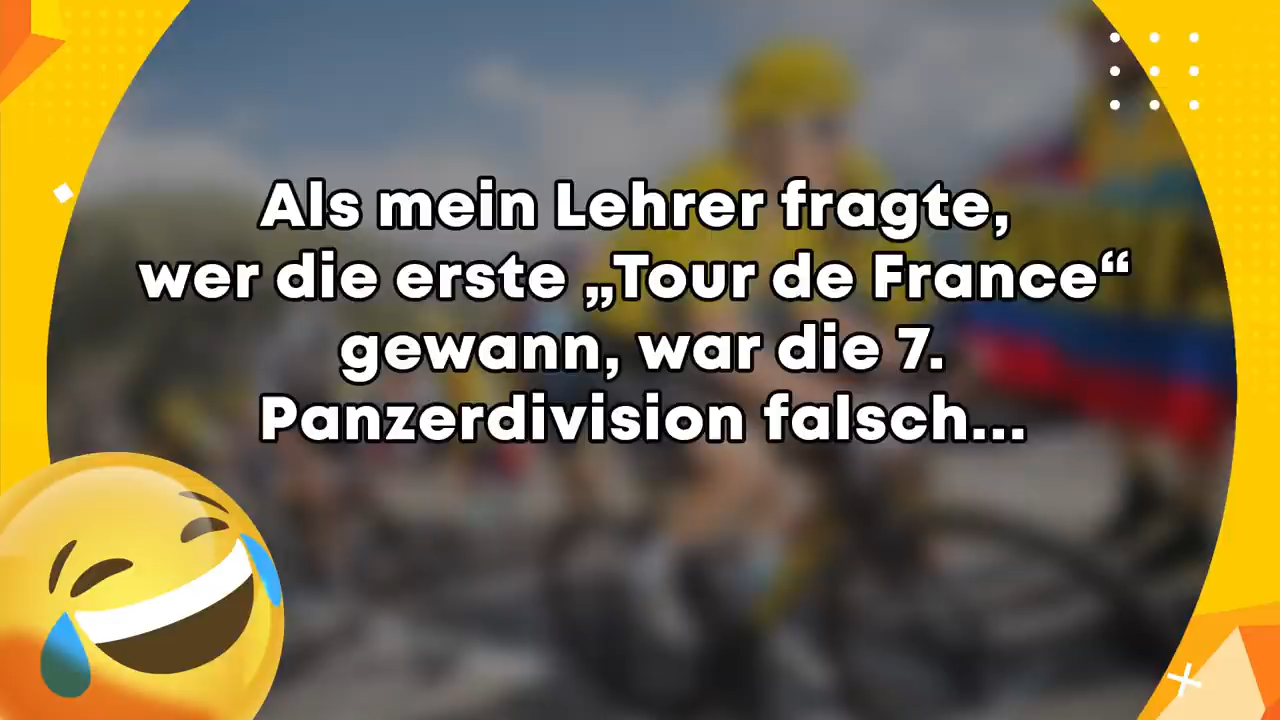 Als mein Lehrer fragte,
wer die erste „Tour de France“
gewann, war die 7.
Panzerdivision falsch...